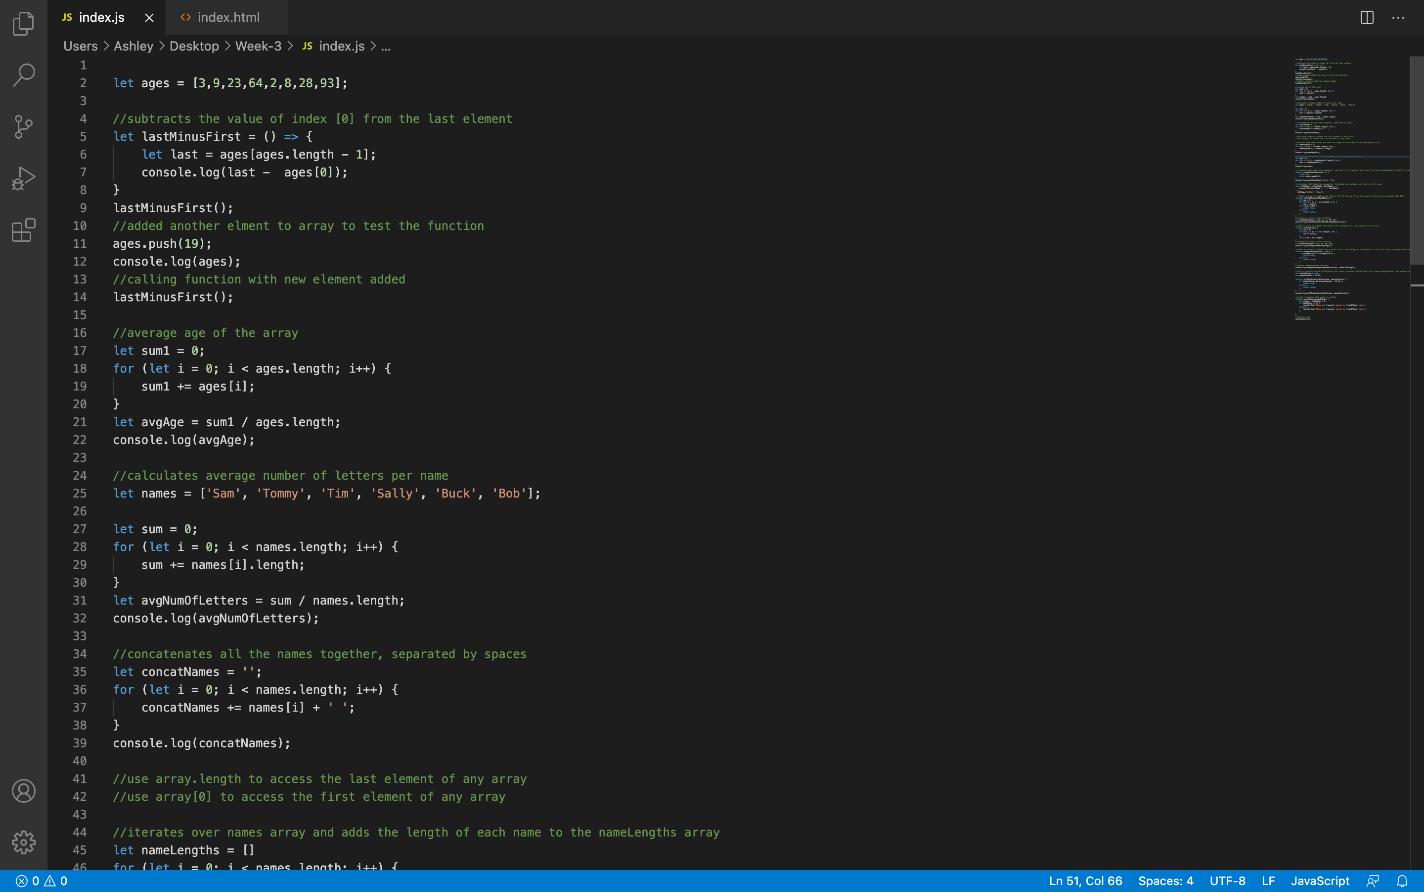 JS index.js × <> index.html ...
Users > Ashley > Desktop > Week-3 > JS index.js > ...
1
2 let ages = [3,9,23,64,2,8,28,93];
3
4 //subtracts the value of index [0] from the last element
5 let lastMinusFirst = () => {
6 let last = ages[ages.length - 1];
7 console.log(last - ages[0]);
8 }
9 lastMinusFirst();
10 //added another elment to array to test the function
11 ages.push(19);
12 console.log(ages);
13 //calling function with new element added
14 lastMinusFirst();
15
16 //average age of the array
17 let sum1 = 0;
18 for (let i = 0; i < ages.length; i++) {
19 sum1 += ages[i];
20 }
21 let avgAge = sum1 / ages.length;
22 console.log(avgAge);
23
24 //calculates average number of letters per name
25 let names = ['Sam', 'Tommy', 'Tim', 'Sally', 'Buck', 'Bob'];
26
27 let sum = 0;
28 for (let i = 0; i < names.length; i++) {
29 sum += names[i].length;
30 }
31 let avgNumOfLetters = sum / names.length;
32 console.log(avgNumOfLetters);
33
34 //concatenates all the names together, separated by spaces
35 let concatNames = '';
36 for (let i = 0; i < names.length; i++) {
37 concatNames += names[i] + ' ';
38 }
39 console.log(concatNames);
40
41 //use array.length to access the last element of any array
42 //use array[0] to access the first element of any array
43
44 //iterates over names array and adds the length of each name to the nameLengths array
45 let nameLengths = []
46 for (let i = 0; i < names.length; i++) {
0 0 Ln 51, Col 66 Spaces: 4 UTF-8 LF JavaScript